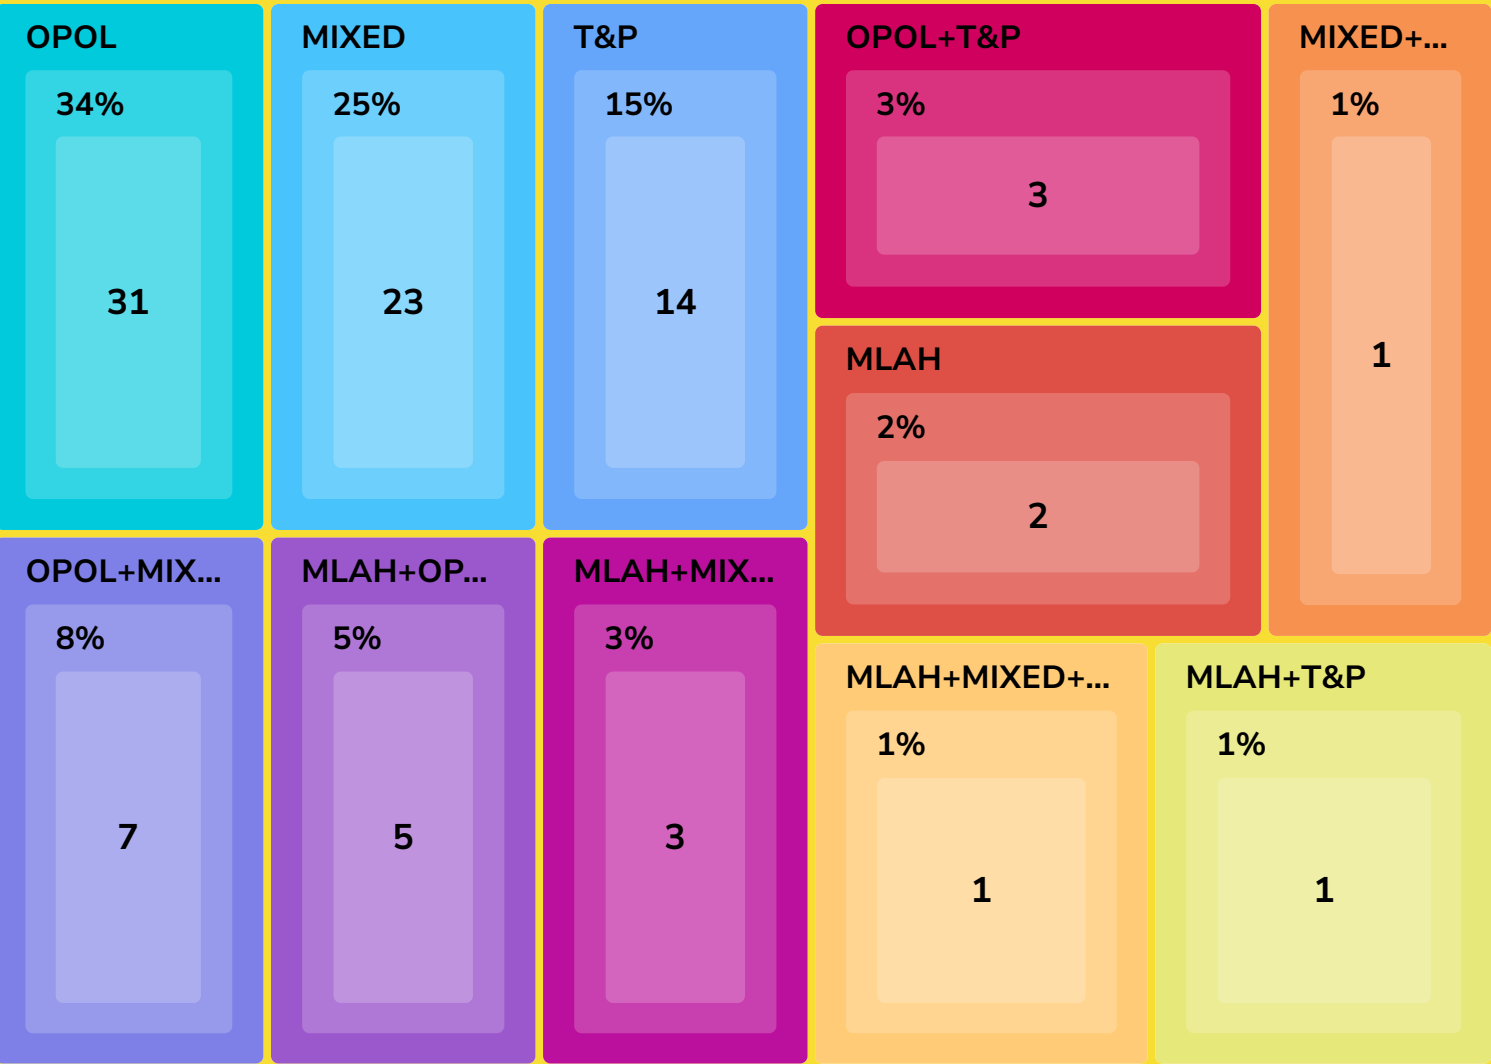 OPOL
34%
31
MIXED
25%
23
T&P
15%
14
OPOL+T&P
3%
3
MIXED+...
1%
1
MLAH
2%
2
OPOL+MIX...
8%
7
MLAH+OP...
5%
5
MLAH+MIX...
3%
3
MLAH+MIXED+...
1%
1
MLAH+T&P
1%
1